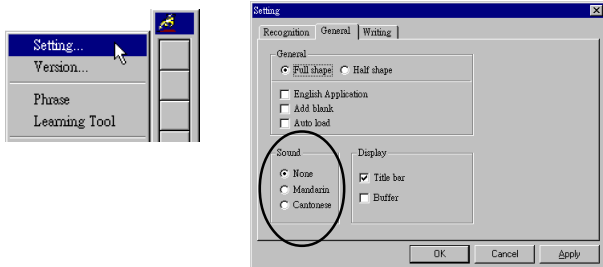 Setting...
Version...
Phrase
Learning Tool
Setting
Recognition General Writing
General
Full shape Half shape
English Application
Add blank
Auto load
Sound
None
Mandarin
Cantonese
Display
Title bar
Buffer
OK Cancel Apply